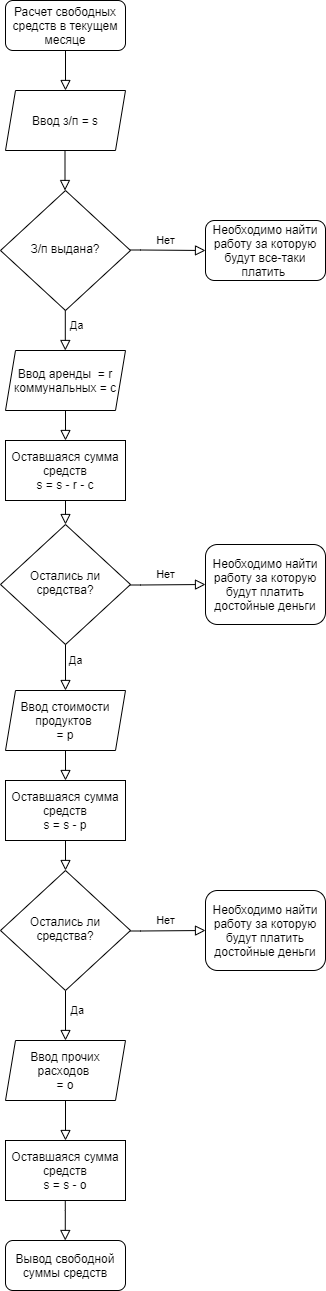 Расчет свободных
средств в текущем
месяце
Ввод з/п = s
З/п выдана?
Нет
Необходимо найти
работу за которую
будут все-таки
платить
Да
Ввод аренды = r
коммунальных = c
Оставшаяся сумма
средств
s = s - r - c
Остались ли
средства?
Нет
Необходимо найти
работу за которую
будут платить
достойные деньги
Да
Ввод стоимости
продуктов
= p
Оставшаяся сумма
средств
s = s - p
Остались ли
средства?
Нет
Необходимо найти
работу за которую
будут платить
достойные деньги
Да
Ввод прочих
расходов
= o
Оставшаяся сумма
средств
s = s - o
Вывод свободной
суммы средств